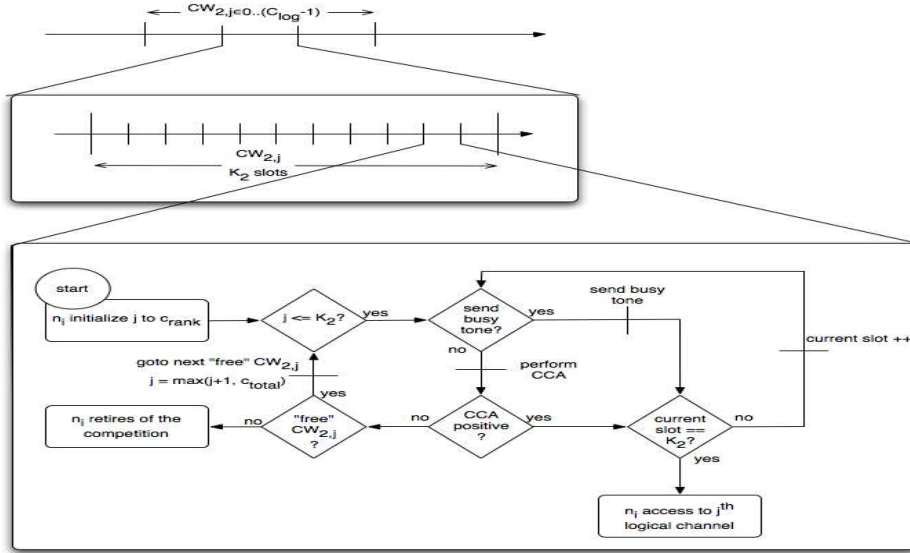 CW2,j∈0..(Clog-1)
CW2,j
K2 slots
start
ni initialize j to crank
j <= K2?
yes
send
busy
tone?
yes
send busy
tone
current slot ++
no
perform
CCA
goto next "free" CW2,j
j = max(j+1, ctotal)
yes
ni retires of the
competition
no
"free"
CW2,j
?
no
CCA
positive
?
yes
current
slot ==
K2?
no
yes
ni access to jth
logical channel